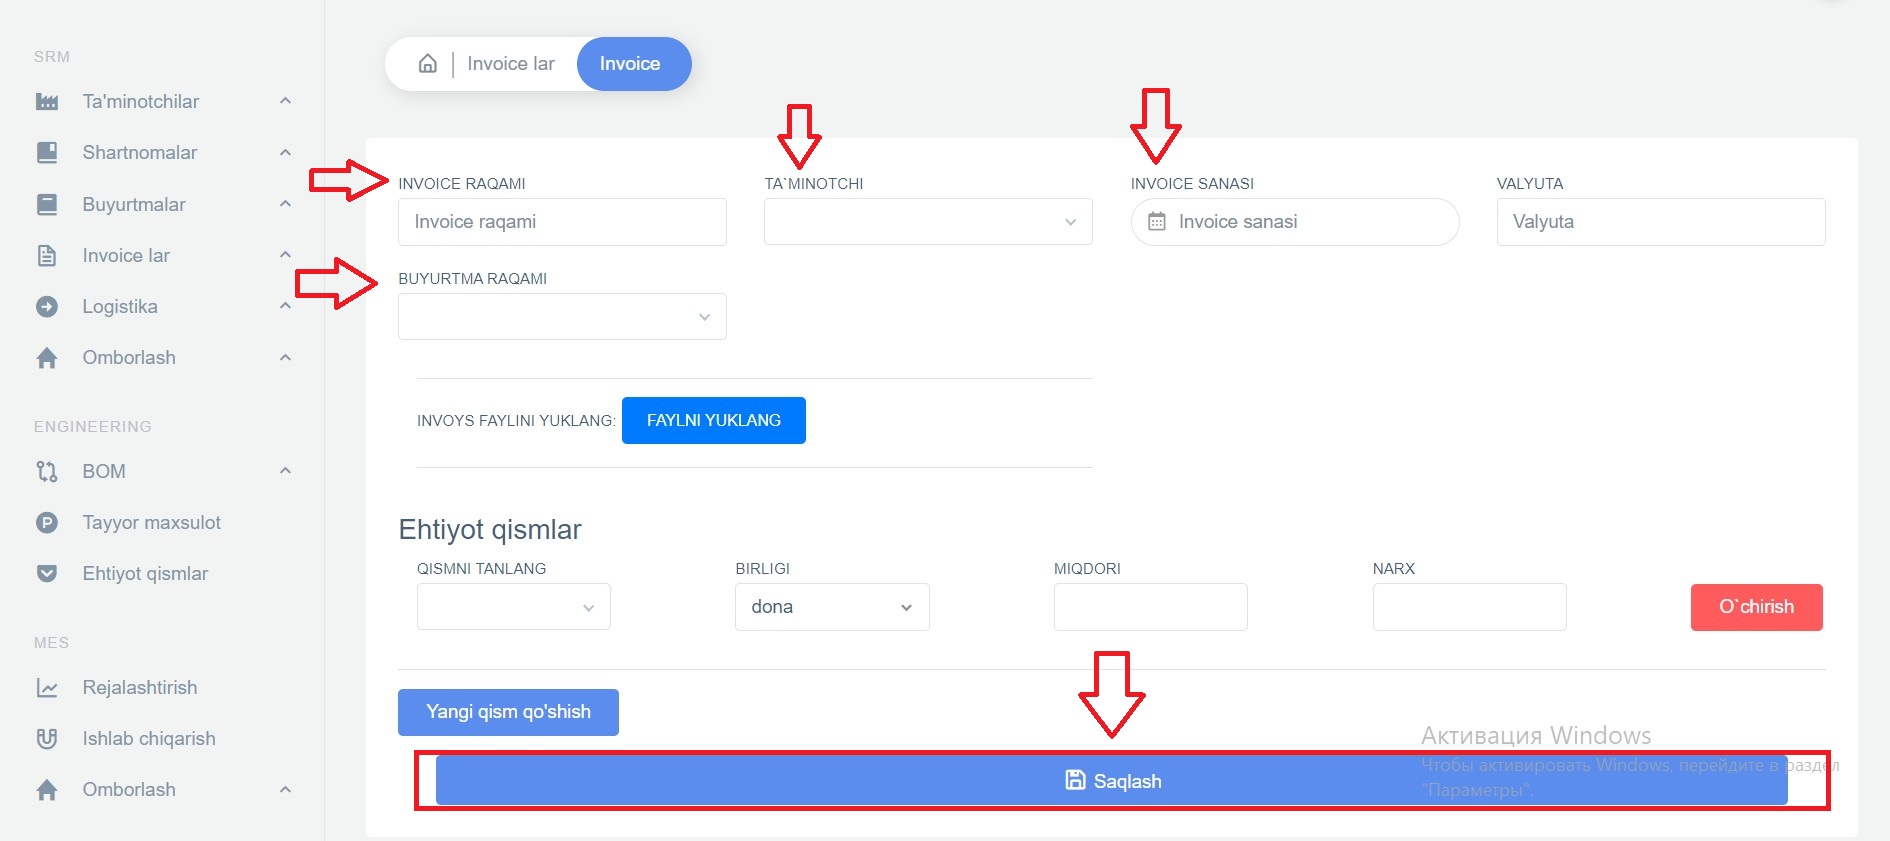 SRM
Ta'minotchilar
Shartnomalar
Buyurtmalar
Invoice lar
Logistika
Omborlash
ENGINEERING
BOM
Tayyor maxsulot
Ehtiyot qismlar
MES
Rejalashtirish
Ishlab chiqarish
Omborlash
Invoice lar Invoice
INVOICE RAQAMI TA`MINOTCHI INVOICE SANASI VALYUTA
Invoice raqami Invoice sanasi Valyuta
BUYURTMA RAQAMI
INVOYS FAYLINI YUKLANG: FAYLNI YUKLANG
Ehtiyot qismlar
QISMNI TANLANG BIRLIGI MIQDORI NARX
dona O`chirish
Yangi qism qo'shish
Saqlash
Активация Windows
Чтобы активировать Windows, перейдите в раздел
"Параметры".